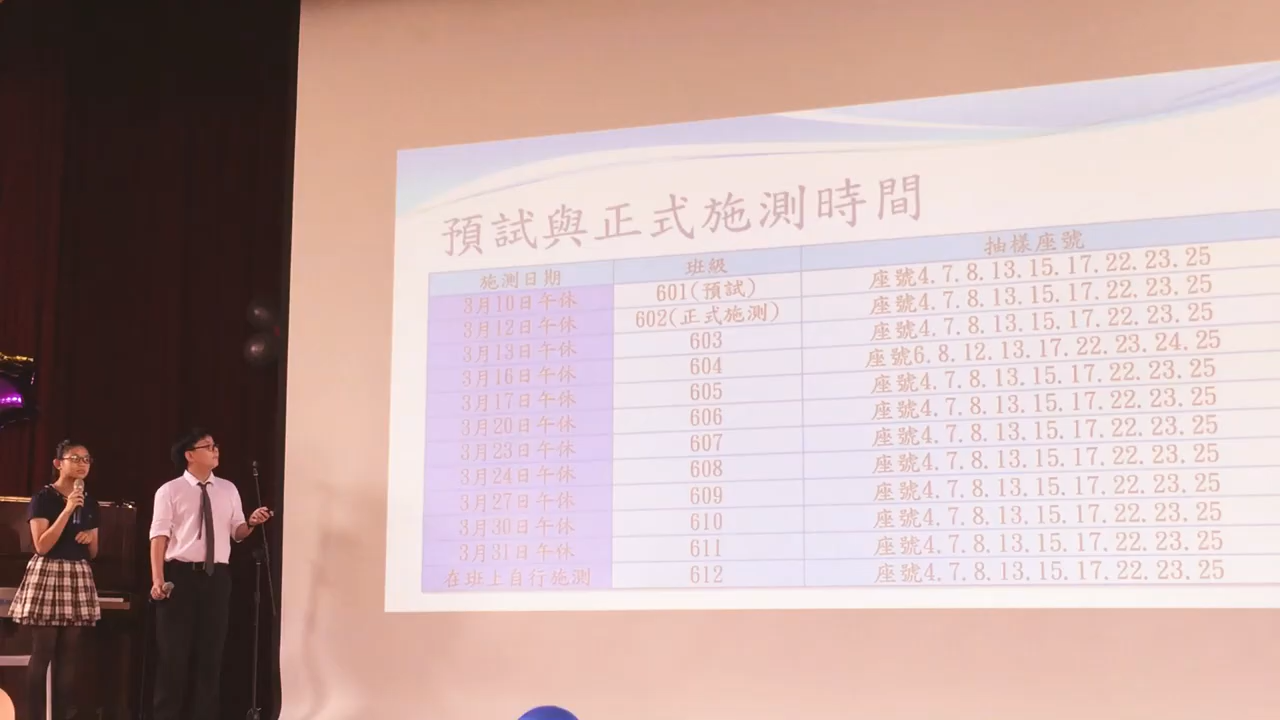 預試與正式施測時間
施測日期 班級 抽樣座號
3月10日午休 601(預試) 座號4.7.8.13.15.17.22.23.25
3月12日午休 602(正式施測) 座號4.7.8.13.15.17.22.23.25
3月13日午休 603 座號4.7.8.13.15.17.22.23.25
3月16日午休 604 座號6.8.12.13.17.22.23.24.25
3月17日午休 605 座號4.7.8.13.15.17.22.23.25
3月20日午休 606 座號4.7.8.13.15.17.22.23.25
3月23日午休 607 座號4.7.8.13.15.17.22.23.25
3月24日午休 608 座號4.7.8.13.15.17.22.23.25
3月27日午休 609 座號4.7.8.13.15.17.22.23.25
3月30日午休 610 座號4.7.8.13.15.17.22.23.25
3月31日午休 611 座號4.7.8.13.15.17.22.23.25
在班上自行施測 612 座號4.7.8.13.15.17.22.23.25